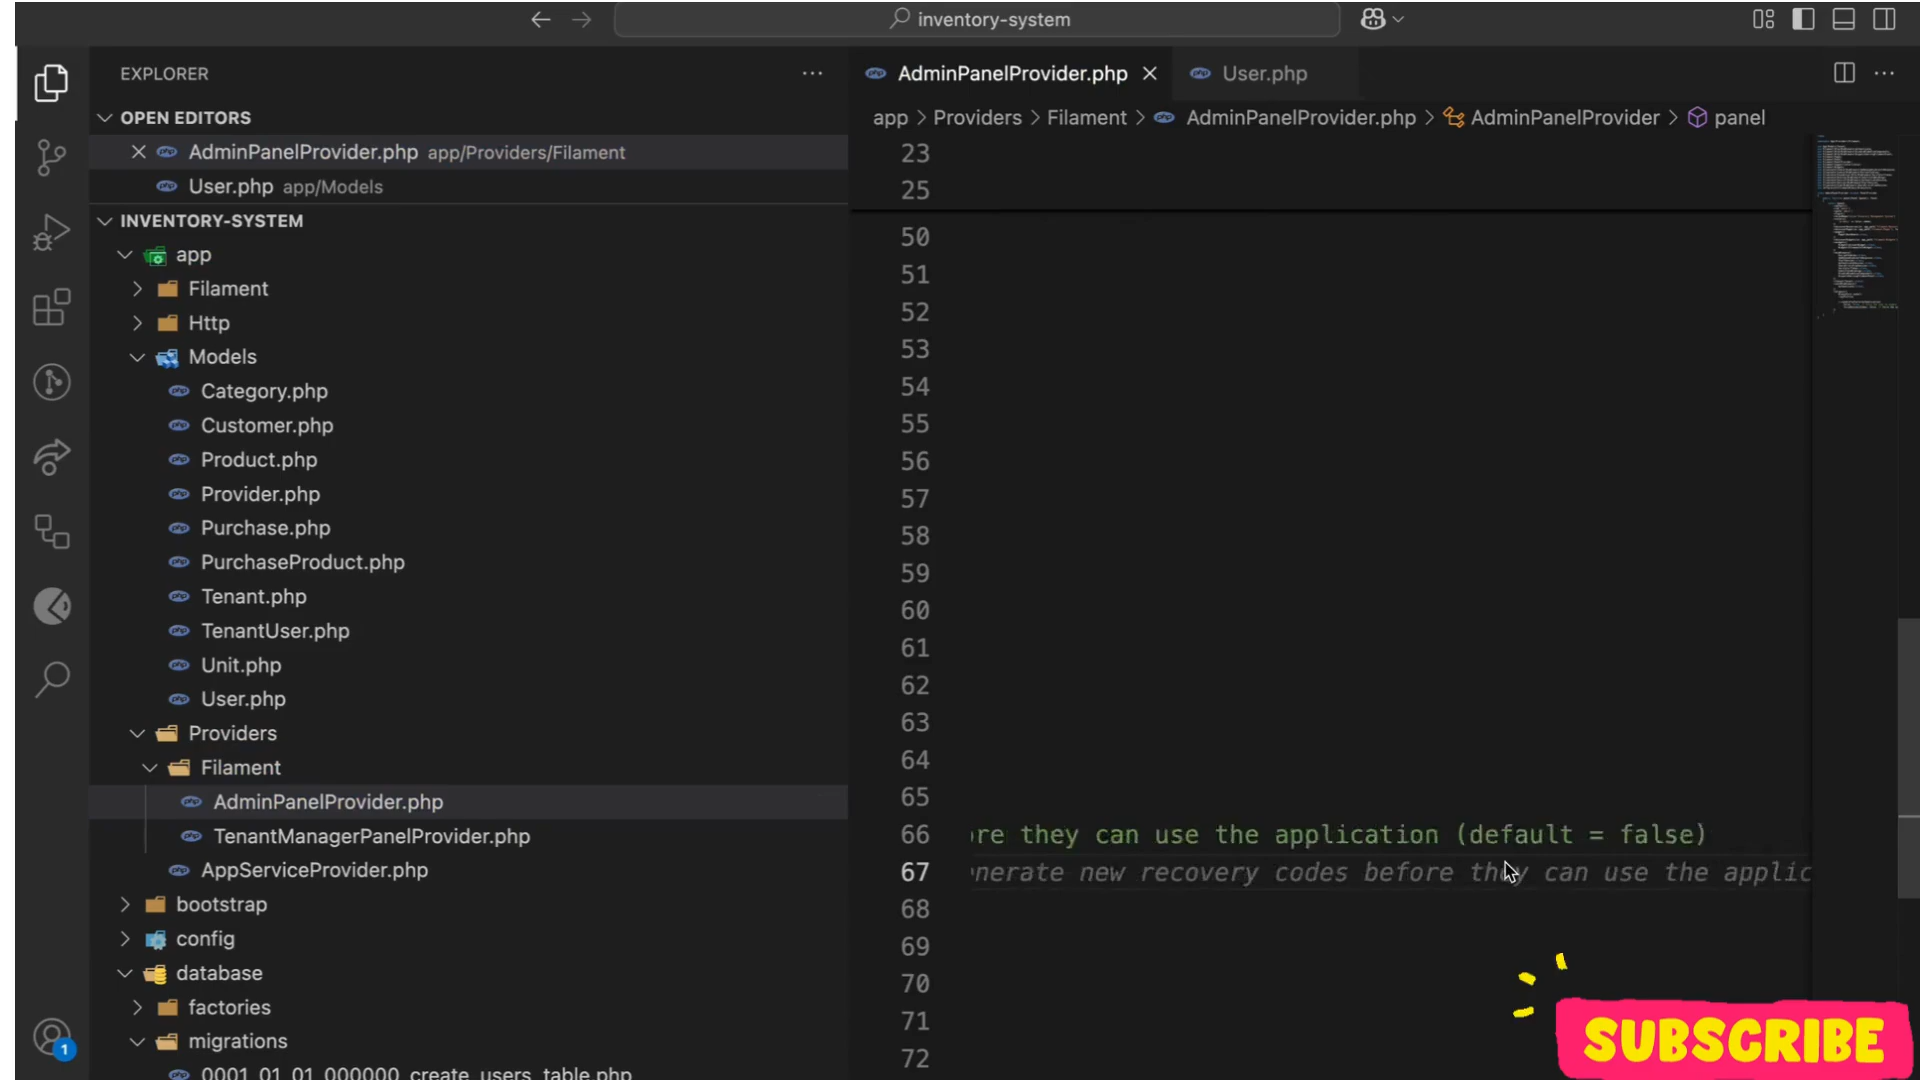 inventory-system
EXPLORER
OPEN EDITORS
AdminPanelProvider.php app/Providers/Filament
User.php app/Models
INVENTORY-SYSTEM
app
Filament
Http
Models
Category.php
Customer.php
Product.php
Provider.php
Purchase.php
PurchaseProduct.php
Tenant.php
TenantUser.php
Unit.php
User.php
Providers
Filament
AdminPanelProvider.php
TenantManagerPanelProvider.php
AppServiceProvider.php
bootstrap
config
database
factories
migrations
0001_01_01_000000_create_users_table.php
1
AdminPanelProvider.php
User.php
app > Providers > Filament > AdminPanelProvider.php > AdminPanelProvider > panel
23
25
50
51
52
53
54
55
56
57
58
59
60
61
62
63
64
65
66 re they can use the application (default = false)
67 nerate new recovery codes before they can use the applic
68
69
70
71
72
SUBSCRIBE